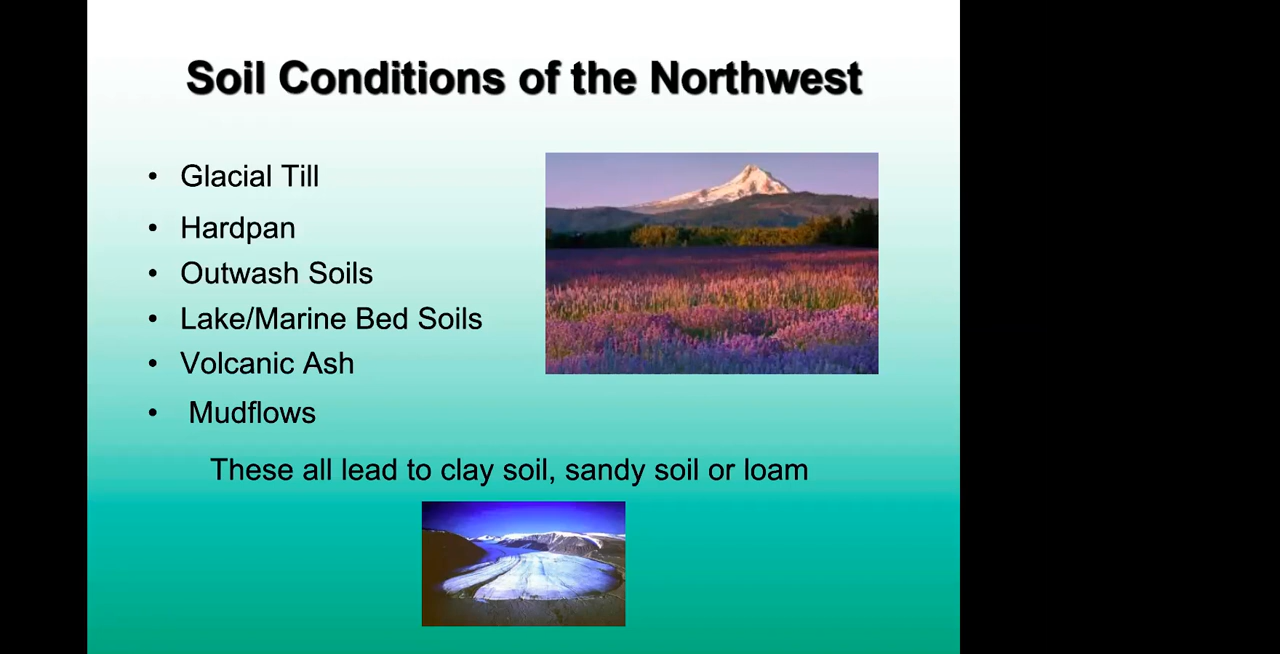 Soil Conditions of the Northwest
• Glacial Till
• Hardpan
• Outwash Soils
• Lake/Marine Bed Soils
• Volcanic Ash
• Mudflows
These all lead to clay soil, sandy soil or loam